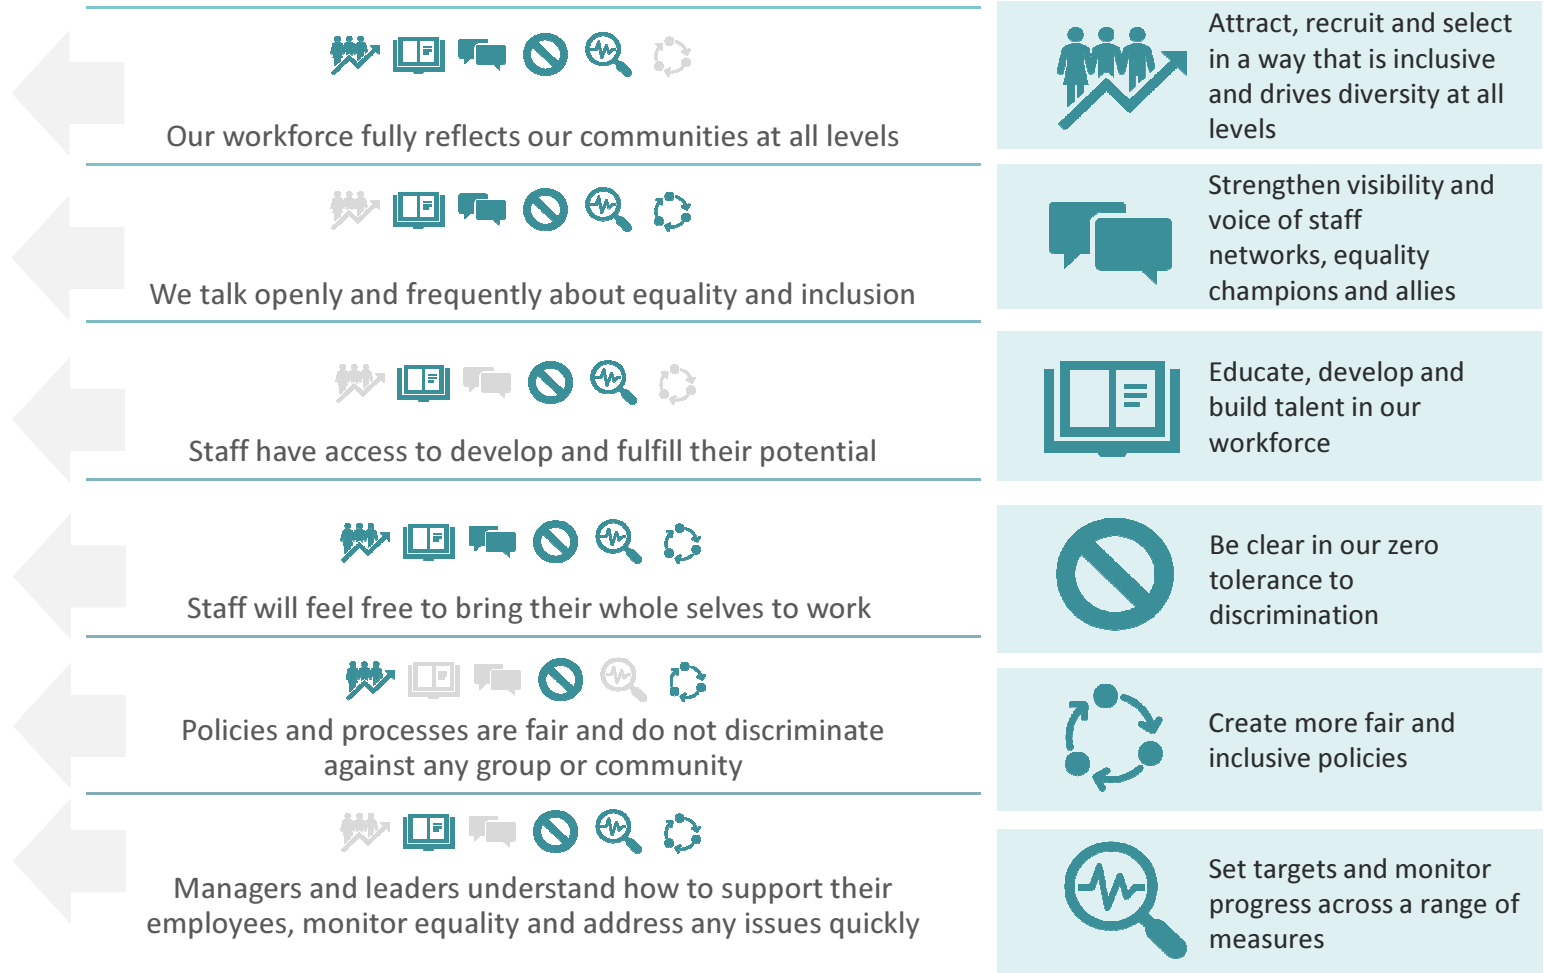 Our workforce fully reflects our communities at all levels
We talk openly and frequently about equality and inclusion
Staff have access to develop and fulfill their potential
Staff will feel free to bring their whole selves to work
Policies and processes are fair and do not discriminate
against any group or community
Managers and leaders understand how to support their
employees, monitor equality and address any issues quickly
Attract, recruit and select
in a way that is inclusive
and drives diversity at all
levels
Strengthen visibility and
voice of staff
networks, equality
champions and allies
Educate, develop and
build talent in our
workforce
Be clear in our zero
tolerance to
discrimination
Create more fair and
inclusive policies
Set targets and monitor
progress across a range of
measures